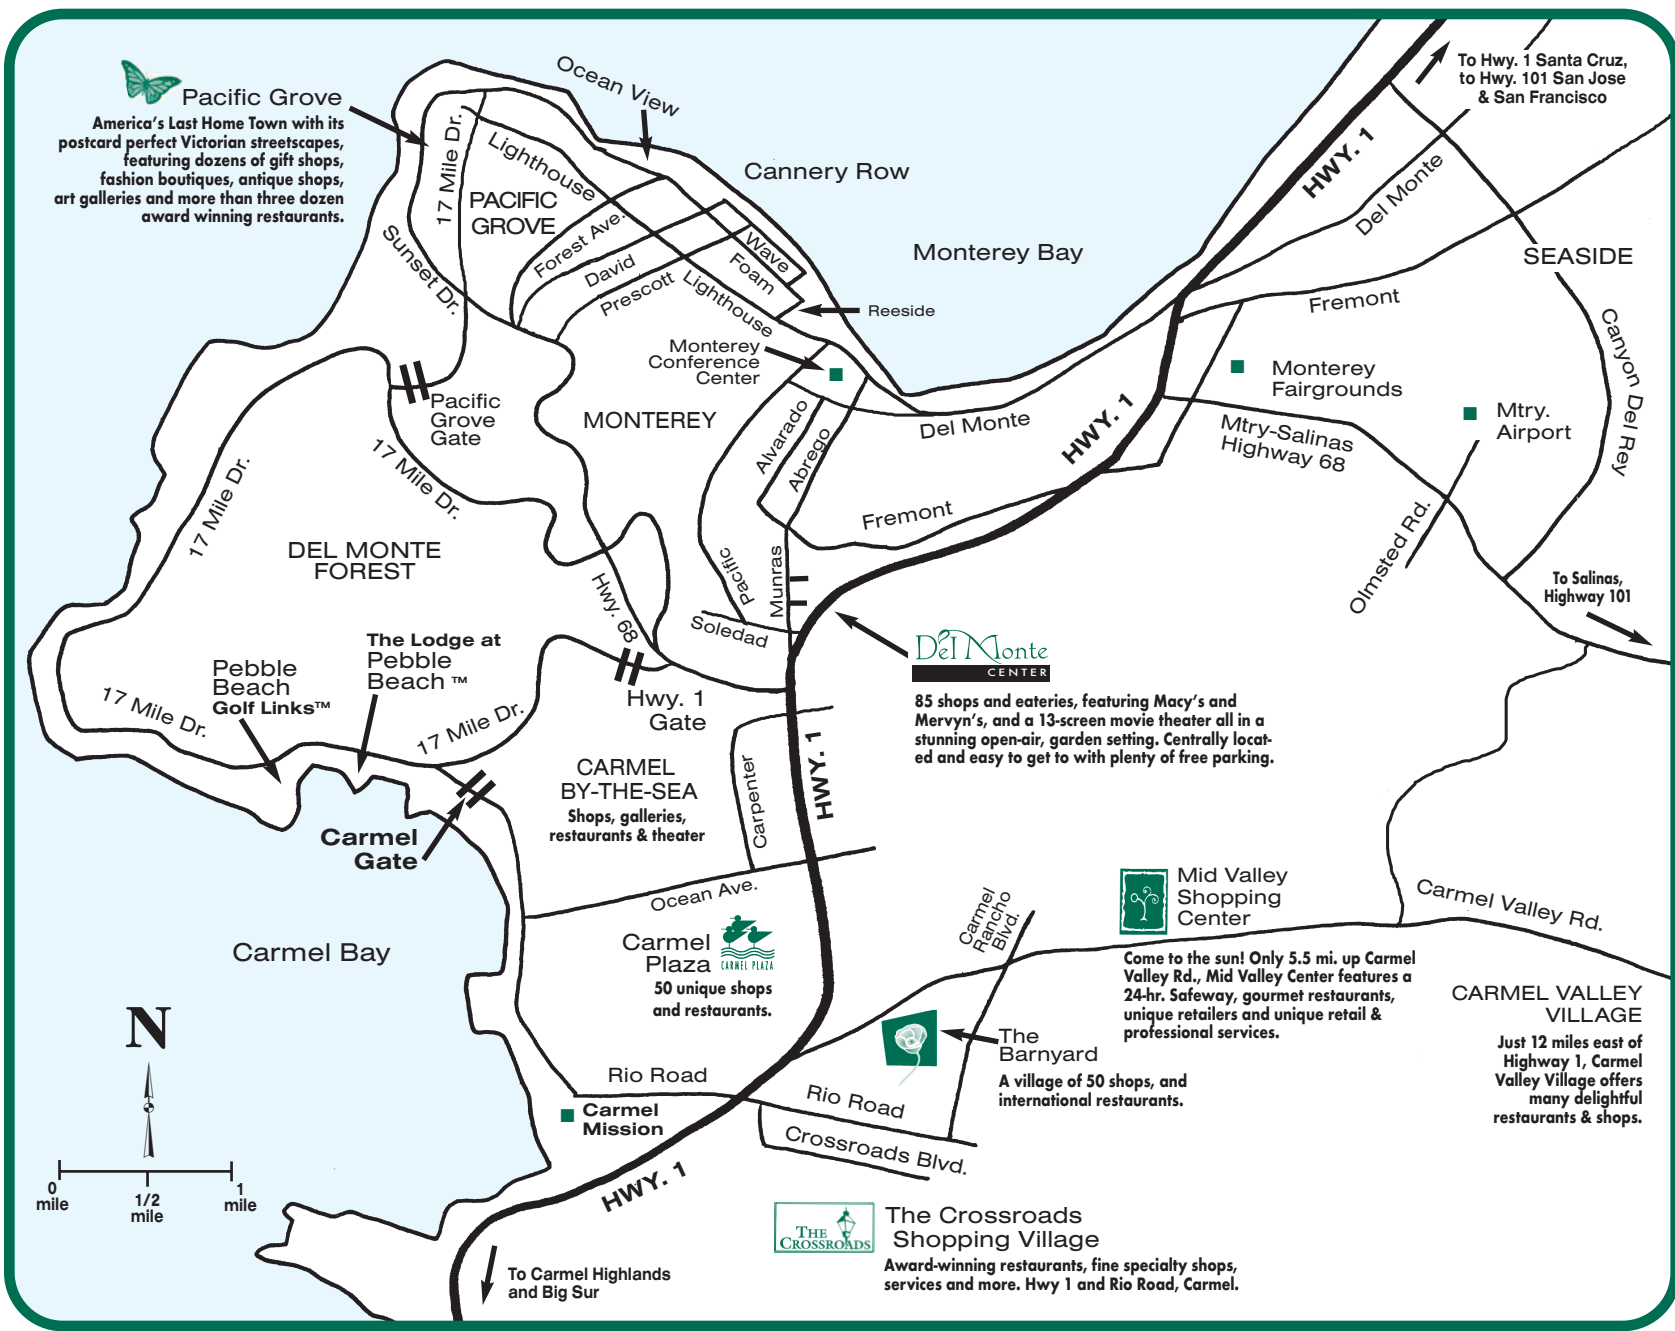 Pacific Grove
America's Last Home Town with its
postcard perfect Victorian streetscapes,
featuring dozens of gift shops,
fashion boutiques, antique shops,
art galleries and more than three dozen
award winning restaurants.
Ocean View
Cannery Row
Monterey Bay
To Hwy. 1 Santa Cruz,
to Hwy. 101 San Jose
& San Francisco
HWY. 1
Del Monte
SEASIDE
Fremont
Canyon Del Rey
17 Mile Dr.
Lighthouse
PACIFIC
GROVE
Sunset Dr.
Forest Ave.
David
Prescott
Wave
Foam
Lighthouse
Reeside
Monterey
Conference
Center
Monterey
Fairgrounds
Mtry.
Airport
Mtry-Salinas
Highway 68
Olmsted Rd.
To Salinas,
Highway 101
Pacific
Grove
Gate
MONTEREY
Alvarado
Abrego
Del Monte
HWY. 1
Fremont
17 Mile Dr.
17 Mile Dr.
DEL MONTE
FOREST
Hwy. 68
Pacific
Munras
Soledad
Del Monte
CENTER
85 shops and eateries, featuring Macy's and
Mervyn's, and a 13-screen movie theater all in a
stunning open-air, garden setting. Centrally locat-
ed and easy to get to with plenty of free parking.
The Lodge at
Pebble
Beach ™
Pebble
Beach
Golf Links™
17 Mile Dr.
17 Mile Dr.
Hwy. 1
Gate
CARMEL
BY-THE-SEA
Shops, galleries,
restaurants & theater
Carpenter
HWY. 1
Carmel
Gate
Ocean Ave.
Carmel
Plaza
CARMEL PLAZA
50 unique shops
and restaurants.
Carmel Bay
Carmel
Rancho
Blvd.
Mid Valley
Shopping
Center
Come to the sun! Only 5.5 mi. up Carmel
Valley Rd., Mid Valley Center features a
24-hr. Safeway, gourmet restaurants,
unique retailers and unique retail &
professional services.
Carmel Valley Rd.
CARMEL VALLEY
VILLAGE
Just 12 miles east of
Highway 1, Carmel
Valley Village offers
many delightful
restaurants & shops.
The
Barnyard
A village of 50 shops, and
international restaurants.
Rio Road
Rio Road
Carmel
Mission
Crossroads Blvd.
HWY. 1
THE
CROSSROADS
The Crossroads
Shopping Village
Award-winning restaurants, fine specialty shops,
services and more. Hwy 1 and Rio Road, Carmel.
To Carmel Highlands
and Big Sur
N
0
mile
1/2
mile
1
mile